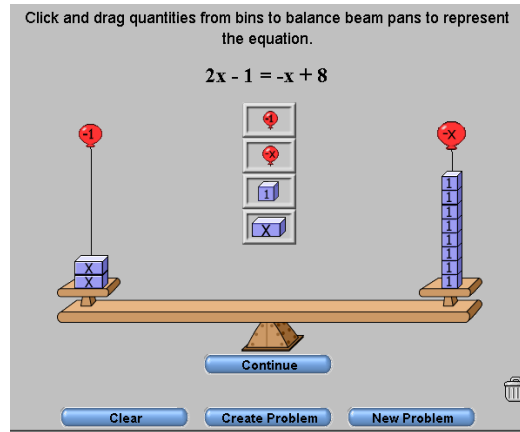 Click and drag quantities from bins to balance beam pans to represent
the equation.
2x - 1 = -x + 8
-1
-x
-1
-x
1
x
x
x
1
1
1
1
1
1
1
1
Continue
Clear
Create Problem
New Problem